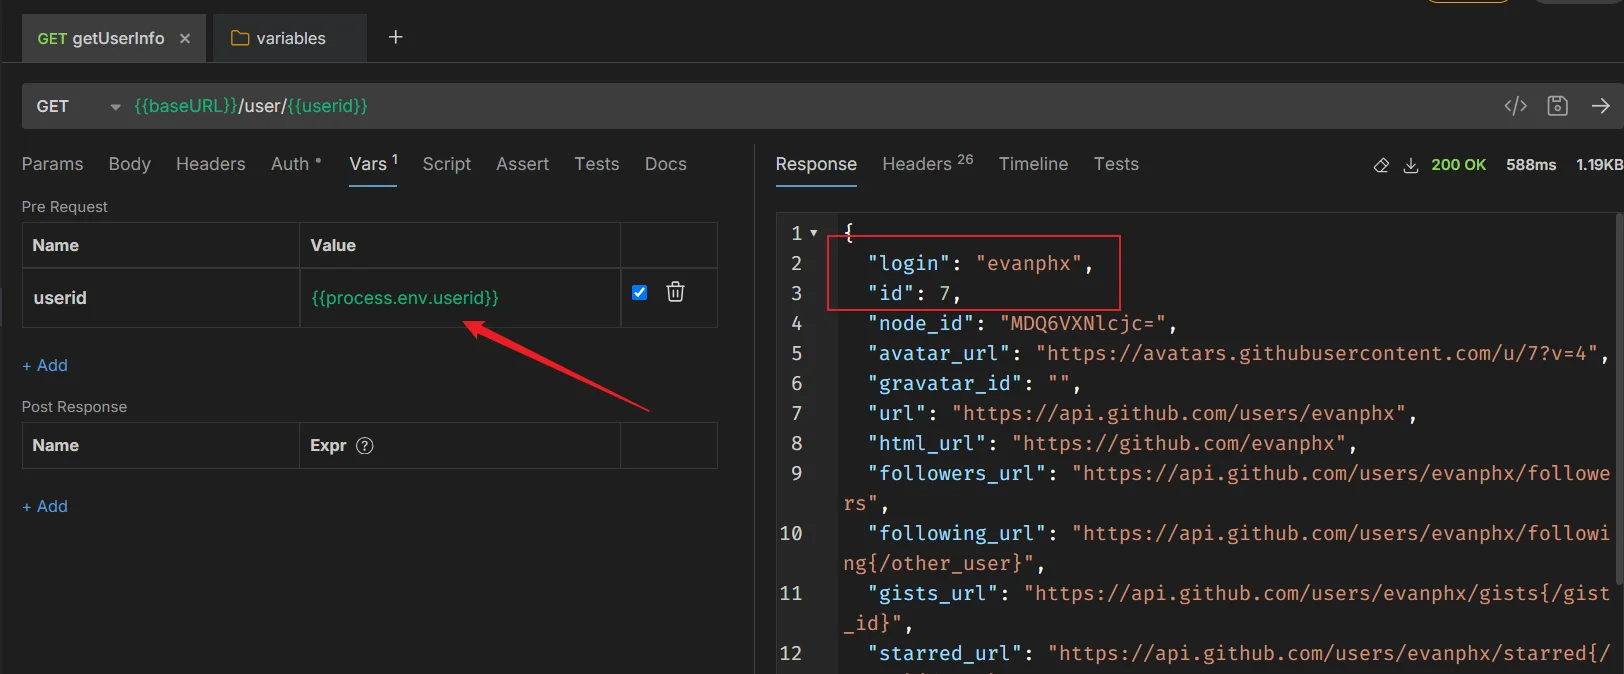 GET getUserInfo × variables +
GET {{baseURL}}/user/{{userid}}
Params Body Headers Auth Vars 1 Script Assert Tests Docs
Pre Request
Name Value
userid {{process.env.userid}}
+ Add
Post Response
Name Expr ?
+ Add
Response Headers 26 Timeline Tests 200 OK 588ms 1.19KB
1 {
2 "login": "evanphx",
3 "id": 7,
4 "node_id": "MDQ6VXNlcjc=",
5 "avatar_url": "https://avatars.githubusercontent.com/u/7?v=4",
6 "gravatar_id": "",
7 "url": "https://api.github.com/users/evanphx",
8 "html_url": "https://github.com/evanphx",
9 "followers_url": "https://api.github.com/users/evanphx/followe
rs",
10 "following_url": "https://api.github.com/users/evanphx/followi
ng{/other_user}",
11 "gists_url": "https://api.github.com/users/evanphx/gists{/gist
_id}",
12 "starred_url": "https://api.github.com/users/evanphx/starred{/